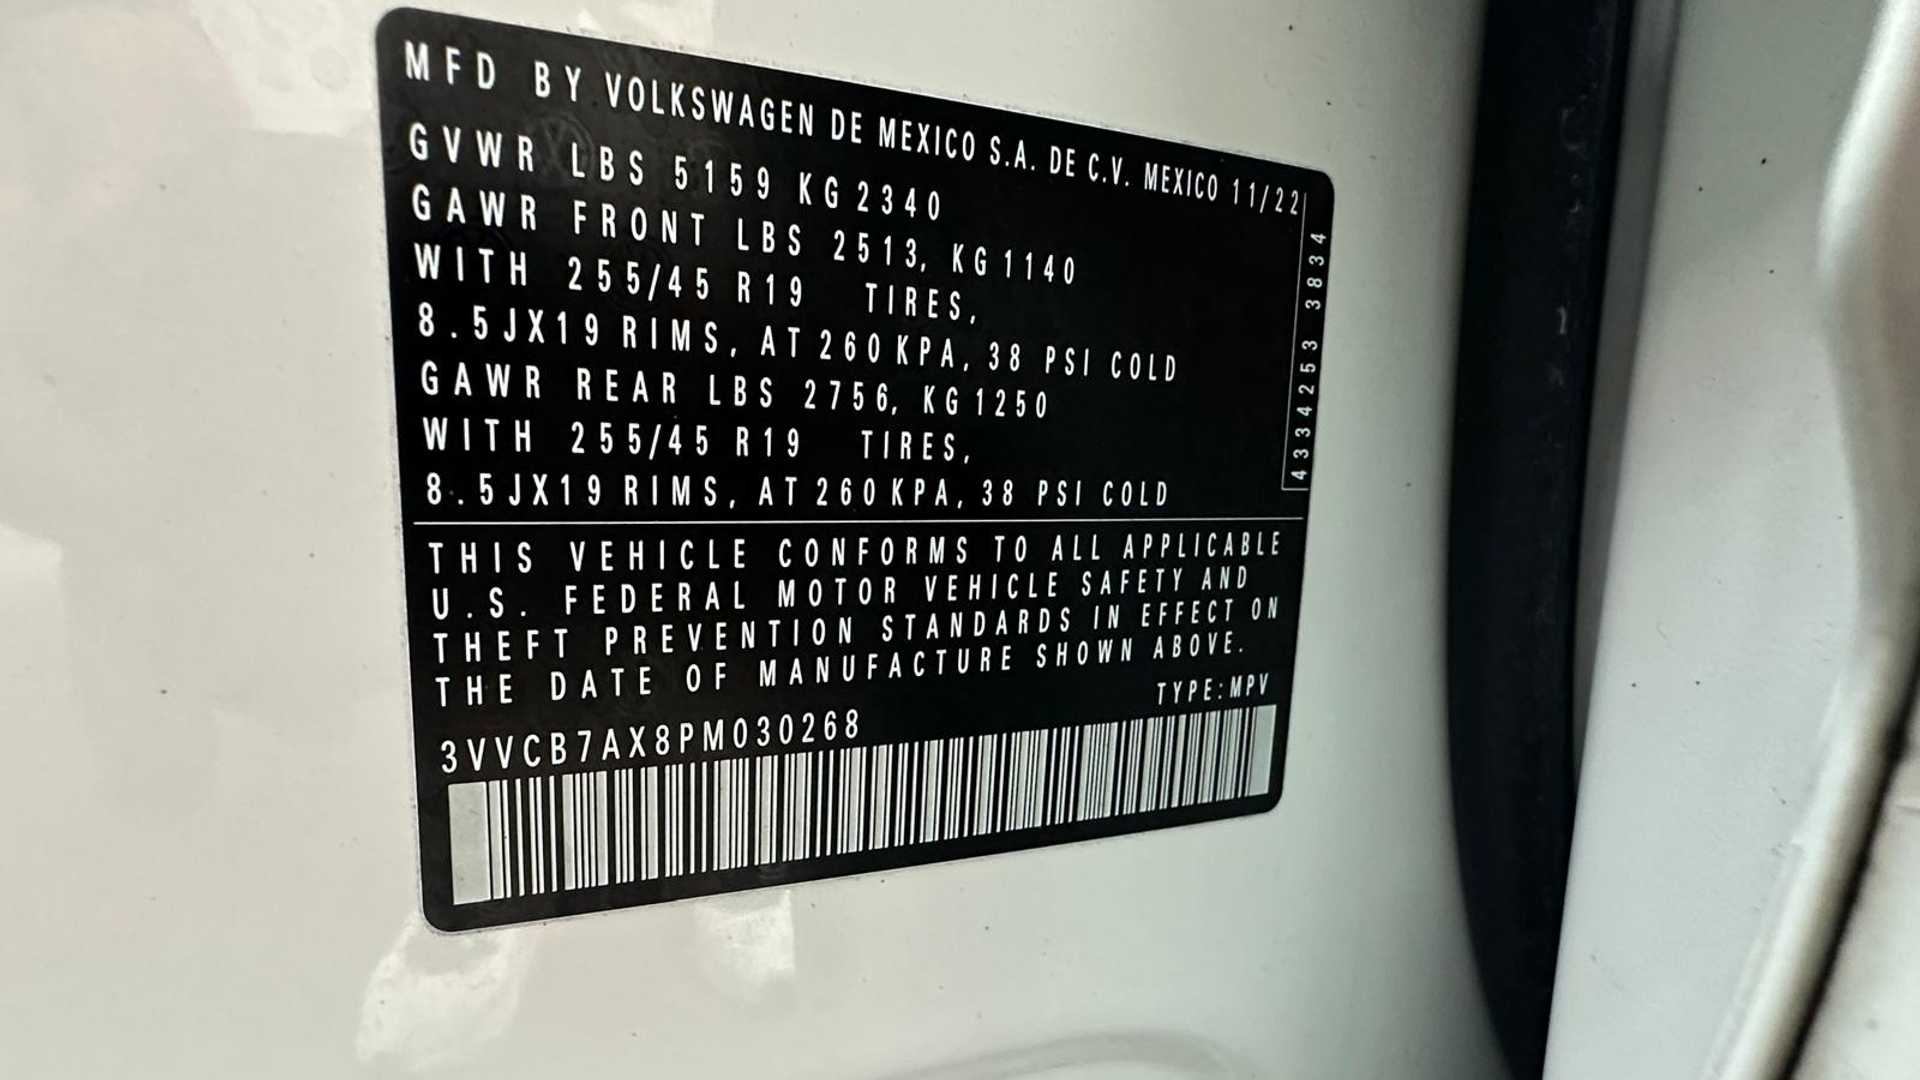 MFD BY VOLKSWAGEN DE MEXICO S.A. DE C.V. MEXICO 11/22
GVWR LBS 5159 KG 2340
GAWR FRONT LBS 2513, KG 1140
WITH 255/45 R19 TIRES,
8.5JX19 RIMS, AT 260 KPA, 38 PSI COLD
GAWR REAR LBS 2756, KG 1250
WITH 255/45 R19 TIRES,
8.5JX19 RIMS, AT 260 KPA, 38 PSI COLD
4334253 3834
THIS VEHICLE CONFORMS TO ALL APPLICABLE
U.S. FEDERAL MOTOR VEHICLE SAFETY AND
THEFT PREVENTION STANDARDS IN EFFECT ON
THE DATE OF MANUFACTURE SHOWN ABOVE.
TYPE:MPV
3VVCB7AX8PM030268